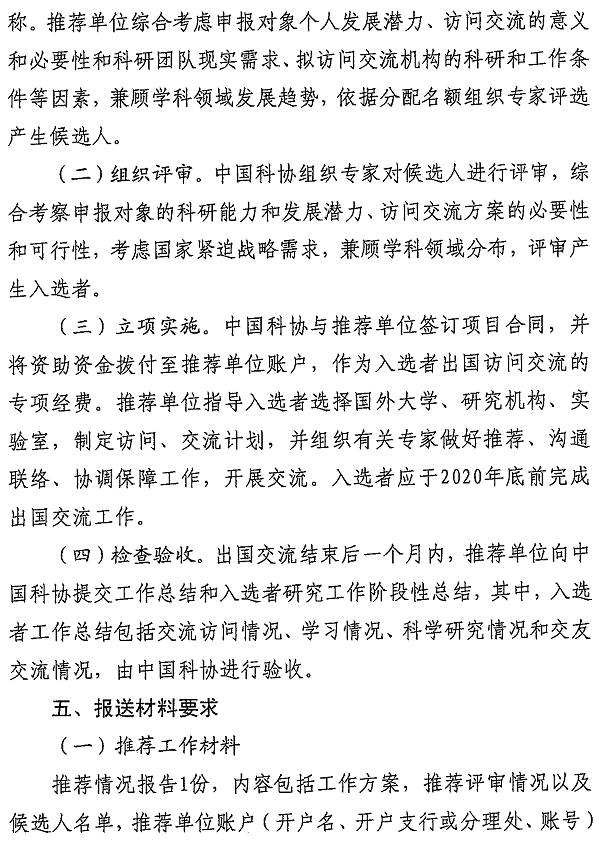 称。推荐单位综合考虑申报对象个人发展潜力、访问交流的意义
和必要性和科研团队现实需求、拟访问交流机构的科研和工作条
件等因素，兼顾学科领域发展趋势，依据分配名额组织专家评选
产生候选人。
（二）组织评审。中国科协组织专家对候选人进行评审，综
合考察申报对象的科研能力和发展潜力、访问交流方案的必要性
和可行性，考虑国家紧迫战略需求，兼顾学科领域分布，评审产
生入选者。
（三）立项实施。中国科协与推荐单位签订项目合同，并
将资助资金拨付至推荐单位账户，作为入选者出国访问交流的
专项经费。推荐单位指导入选者选择国外大学、研究机构、实
验室，制定访问、交流计划，并组织有关专家做好推荐、沟通
联络、协调保障工作，开展交流。入选者应于2020年底前完成
出国交流工作。
（四）检查验收。出国交流结束后一个月内，推荐单位向中
国科协提交工作总结和入选者研究工作阶段性总结，其中，入选
者工作总结包括交流访问情况、学习情况、科学研究情况和交友
交流情况，由中国科协进行验收。
五、报送材料要求
（一）推荐工作材料
推荐情况报告1份，内容包括工作方案，推荐评审情况以及
候选人名单，推荐单位账户（开户名、开户支行或分理处、账号）